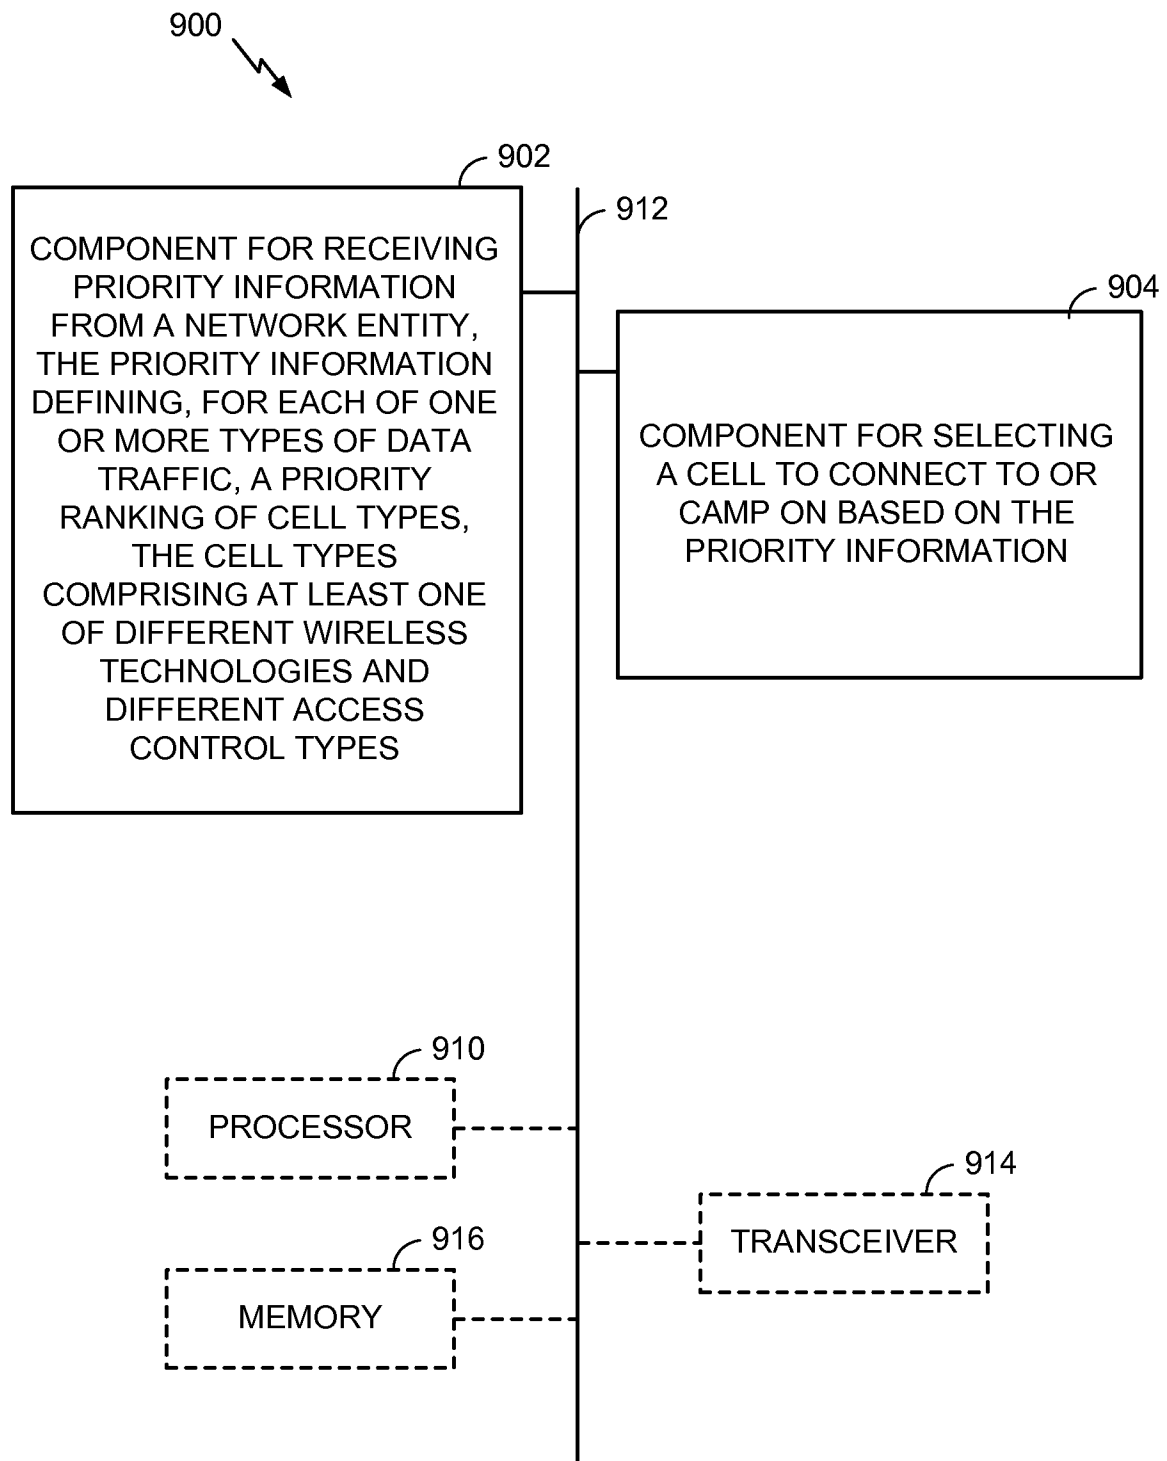 900
902
COMPONENT FOR RECEIVING
PRIORITY INFORMATION
FROM A NETWORK ENTITY,
THE PRIORITY INFORMATION
DEFINING, FOR EACH OF ONE
OR MORE TYPES OF DATA
TRAFFIC, A PRIORITY
RANKING OF CELL TYPES,
THE CELL TYPES
COMPRISING AT LEAST ONE
OF DIFFERENT WIRELESS
TECHNOLOGIES AND
DIFFERENT ACCESS
CONTROL TYPES
912
904
COMPONENT FOR SELECTING
A CELL TO CONNECT TO OR
CAMP ON BASED ON THE
PRIORITY INFORMATION
910
PROCESSOR
914
TRANSCEIVER
916
MEMORY